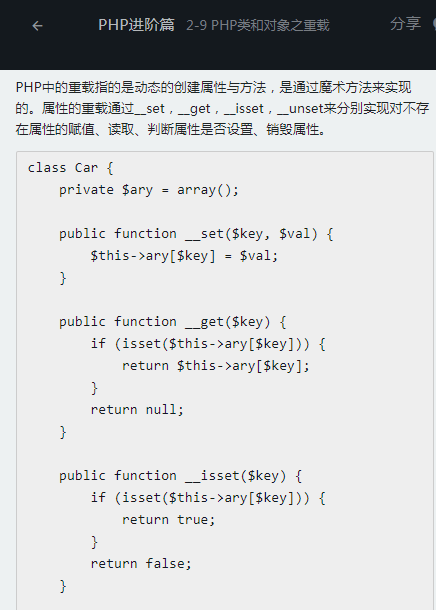 ← PHP进阶篇 2-9 PHP类和对象之重载 分享
PHP中的重载指的是动态的创建属性与方法，是通过魔术方法来实现
的。属性的重载通过__set，__get，__isset，__unset来分别实现对不存
在属性的赋值、读取、判断属性是否设置、销毁属性。
class Car {
    private $ary = array();
    public function __set($key, $val) {
        $this->ary[$key] = $val;
    }
    public function __get($key) {
        if (isset($this->ary[$key])) {
            return $this->ary[$key];
        }
        return null;
    }
    public function __isset($key) {
        if (isset($this->ary[$key])) {
            return true;
        }
        return false;
    }